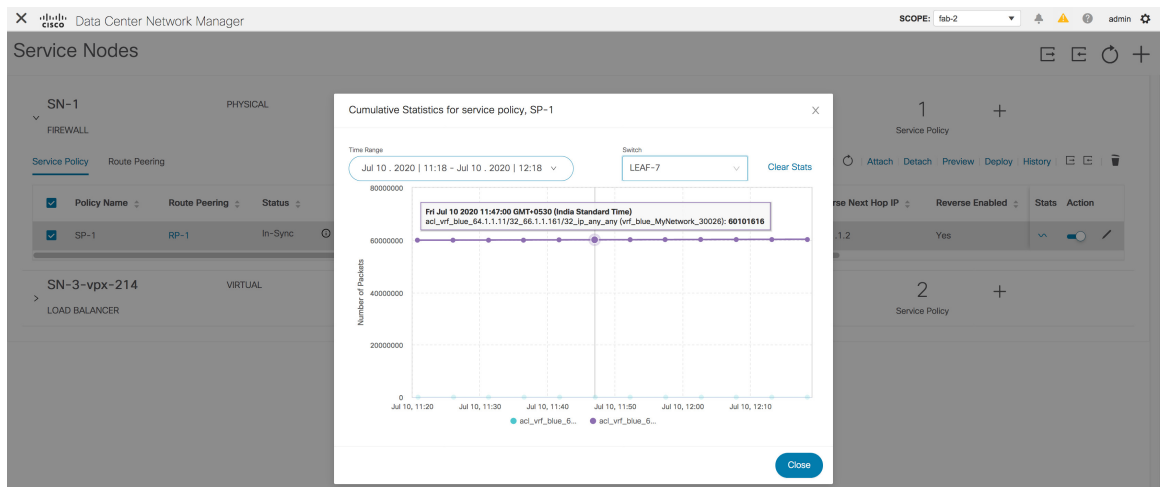 CISCO Data Center Network Manager SCOPE: fab-2 admin
Service Nodes
SN-1 PHYSICAL 1
FIREWALL Service Policy
Service Policy Route Peering Attach Detach Preview Deploy History
Policy Name Route Peering Status rse Next Hop IP Reverse Enabled Stats Action
SP-1 RP-1 In-Sync .1.2 Yes
SN-3-vpx-214 VIRTUAL 2
LOAD BALANCER Service Policy
Cumulative Statistics for service policy, SP-1
Time Range Switch
Jul 10 . 2020 | 11:18 - Jul 10 . 2020 | 12:18 LEAF-7 Clear Stats
80000000
Fri Jul 10 2020 11:47:00 GMT+0530 (India Standard Time)
acl_vrf_blue_64.1.1.11/32_66.1.1.161/32_ip_any_any (vrf_blue_MyNetwork_30026): 60101616
60000000
Number of Packets
40000000
20000000
0
Jul 10, 11:20 Jul 10, 11:30 Jul 10, 11:40 Jul 10, 11:50 Jul 10, 12:00 Jul 10, 12:10
acl_vrf_blue_6... acl_vrf_blue_6...
Close